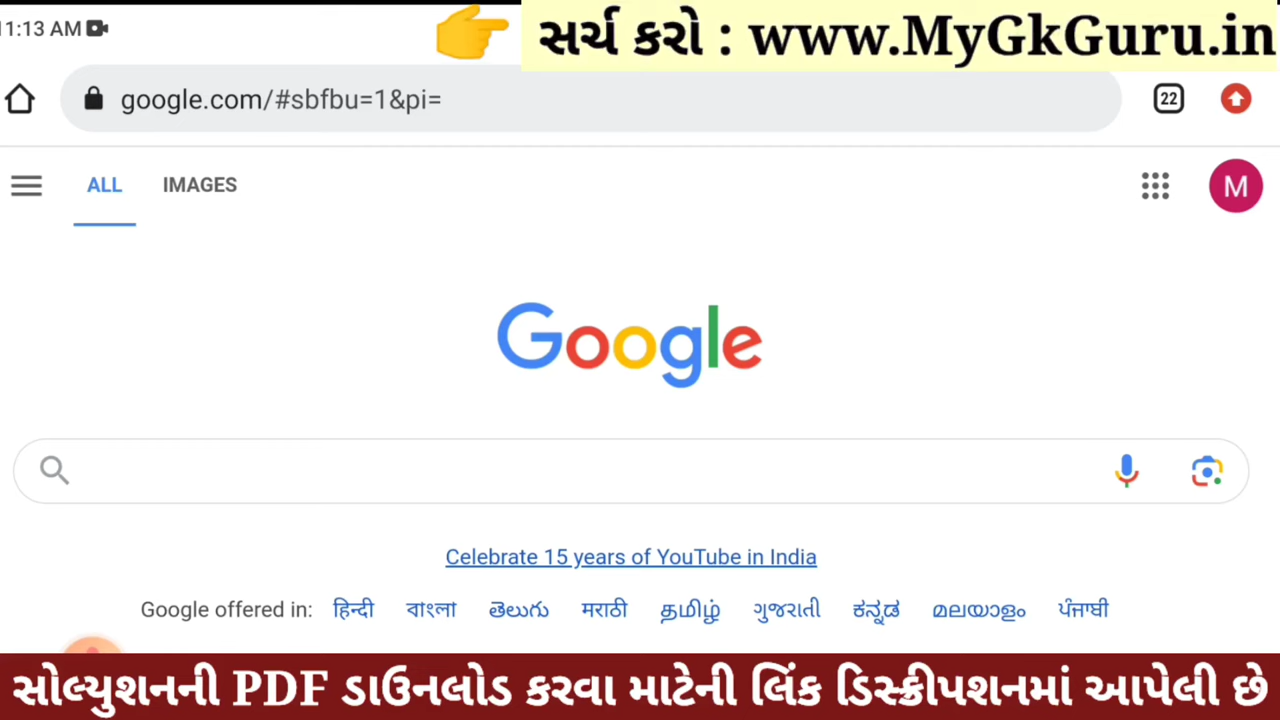 11:13 AM
સર્ચ કરો : www.MyGkGuru.in
google.com/#sbfbu=1&pi=
22
ALL IMAGES
M
Google
Celebrate 15 years of YouTube in India
Google offered in: हिन्दी বাংলা తెలుగు मराठी தமிழ் ગુજરાતી ಕನ್ನಡ മലയാളം ਪੰਜਾਬੀ
સોલ્યુશનની PDF ડાઉનલોડ કરવા માટેની લિંક ડિસ્ક્રીપશનમાં આપેલી છે